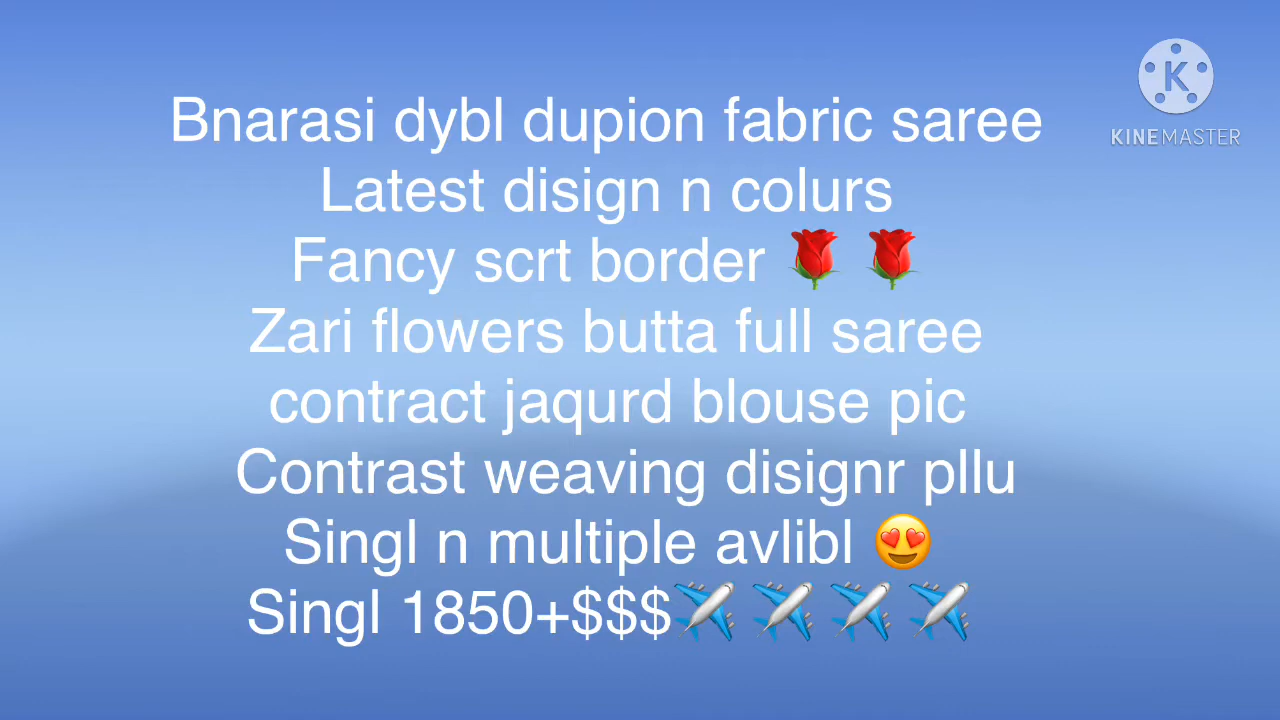 Bnarasi dybl dupion fabric saree
Latest disign n colurs
Fancy scrt border 🌹 🌹
Zari flowers butta full saree
contract jaqurd blouse pic
Contrast weaving disignr pllu
Singl n multiple avlibl 😍
Singl 1850+$$$✈️ ✈️ ✈️ ✈️
K
KINEMASTER